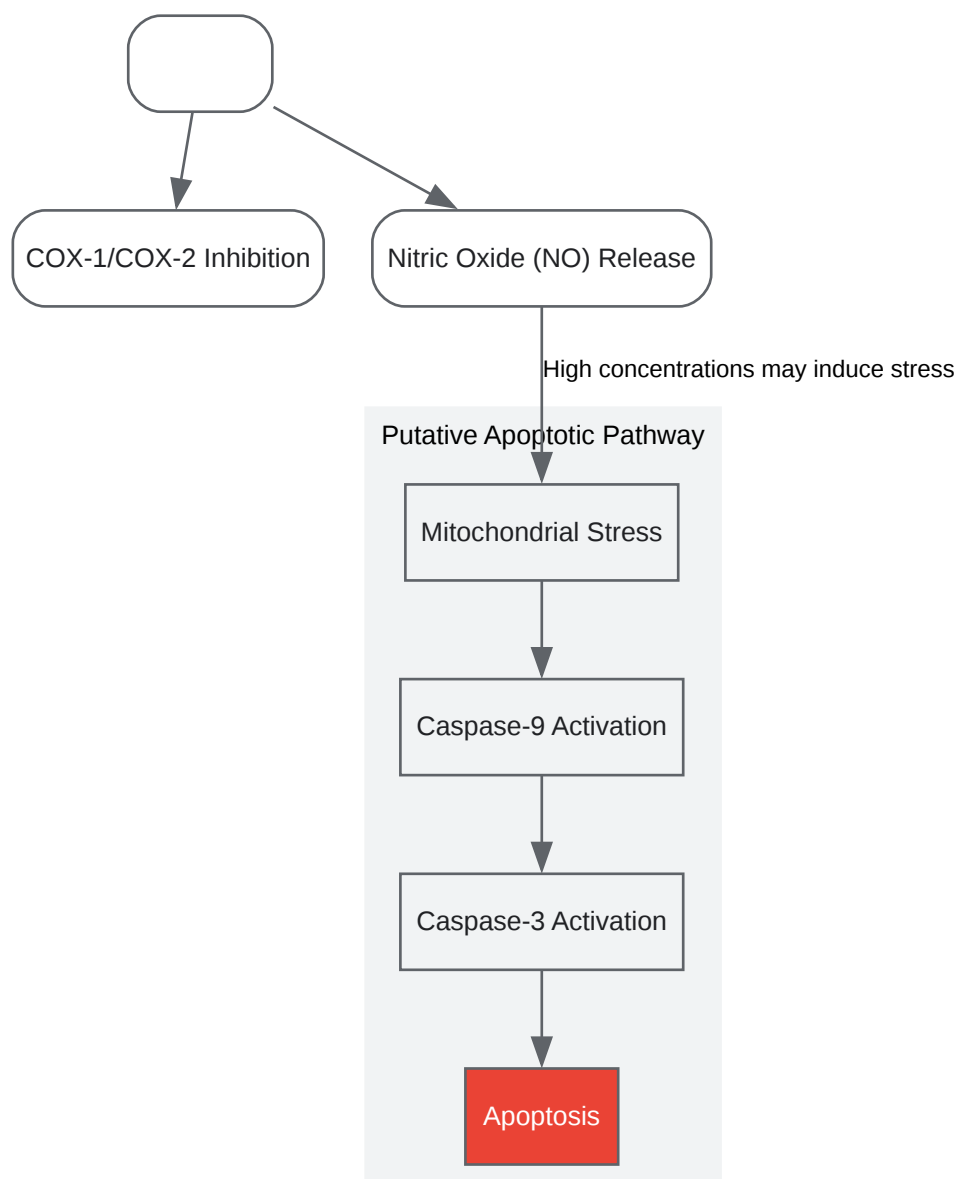 COX-1/COX-2 Inhibition
Nitric Oxide (NO) Release
High concentrations may induce stress
Putative Apoptotic Pathway
Mitochondrial Stress
Caspase-9 Activation
Caspase-3 Activation
Apoptosis